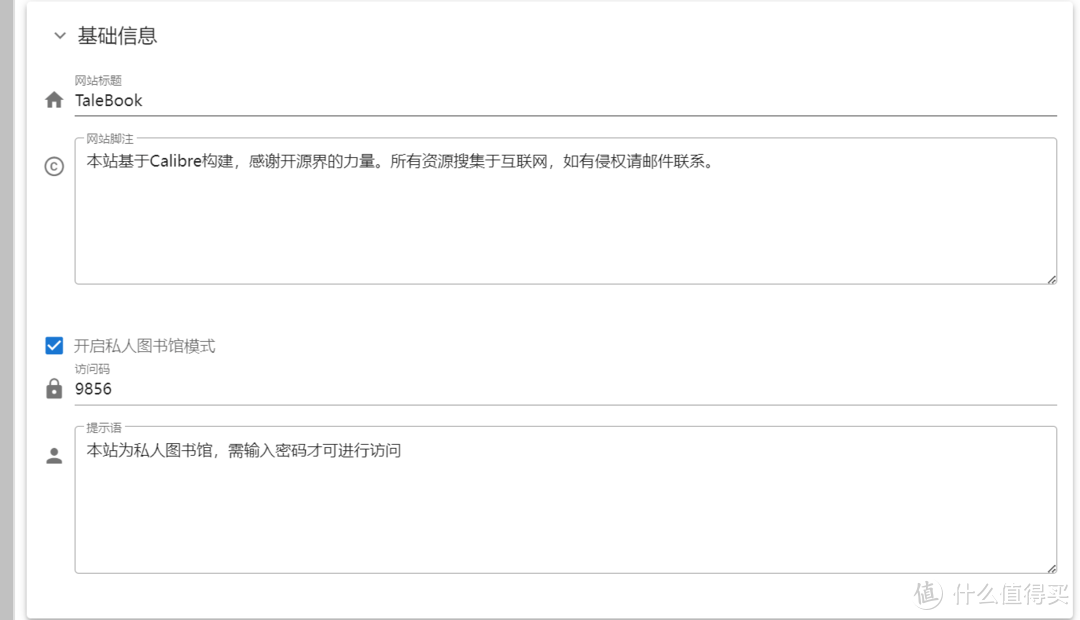 基础信息
网站标题
TaleBook
网站脚注
本站基于Calibre构建，感谢开源界的力量。所有资源搜集于互联网，如有侵权请邮件联系。
开启私人图书馆模式
访问码
9856
提示语
本站为私人图书馆，需输入密码才可进行访问
值 什么值得买